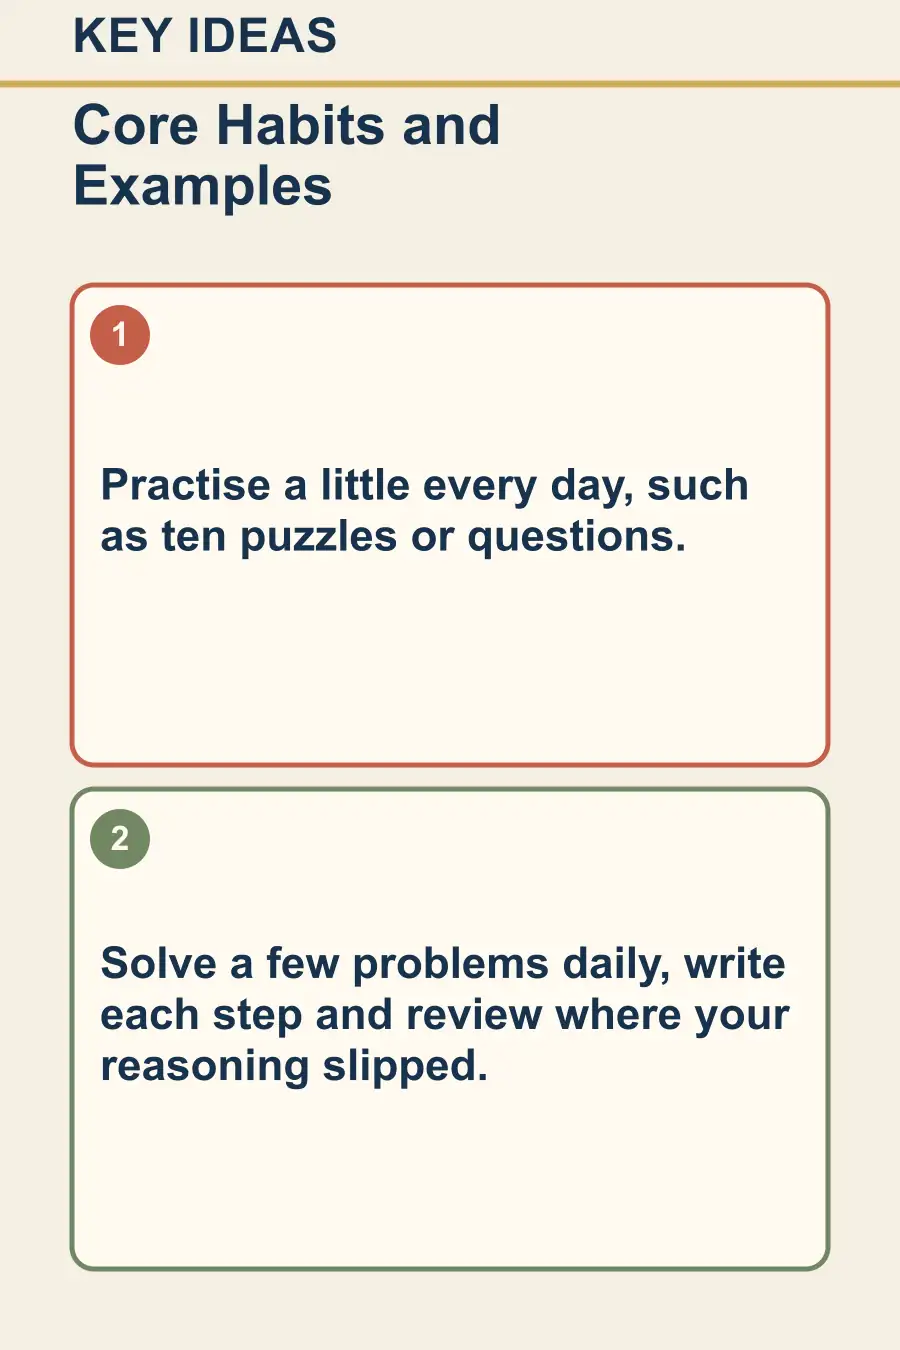 KEY IDEAS
Core Habits and
Examples
1
Practise a little every day, such
as ten puzzles or questions.
2
Solve a few problems daily, write
each step and review where your
reasoning slipped.